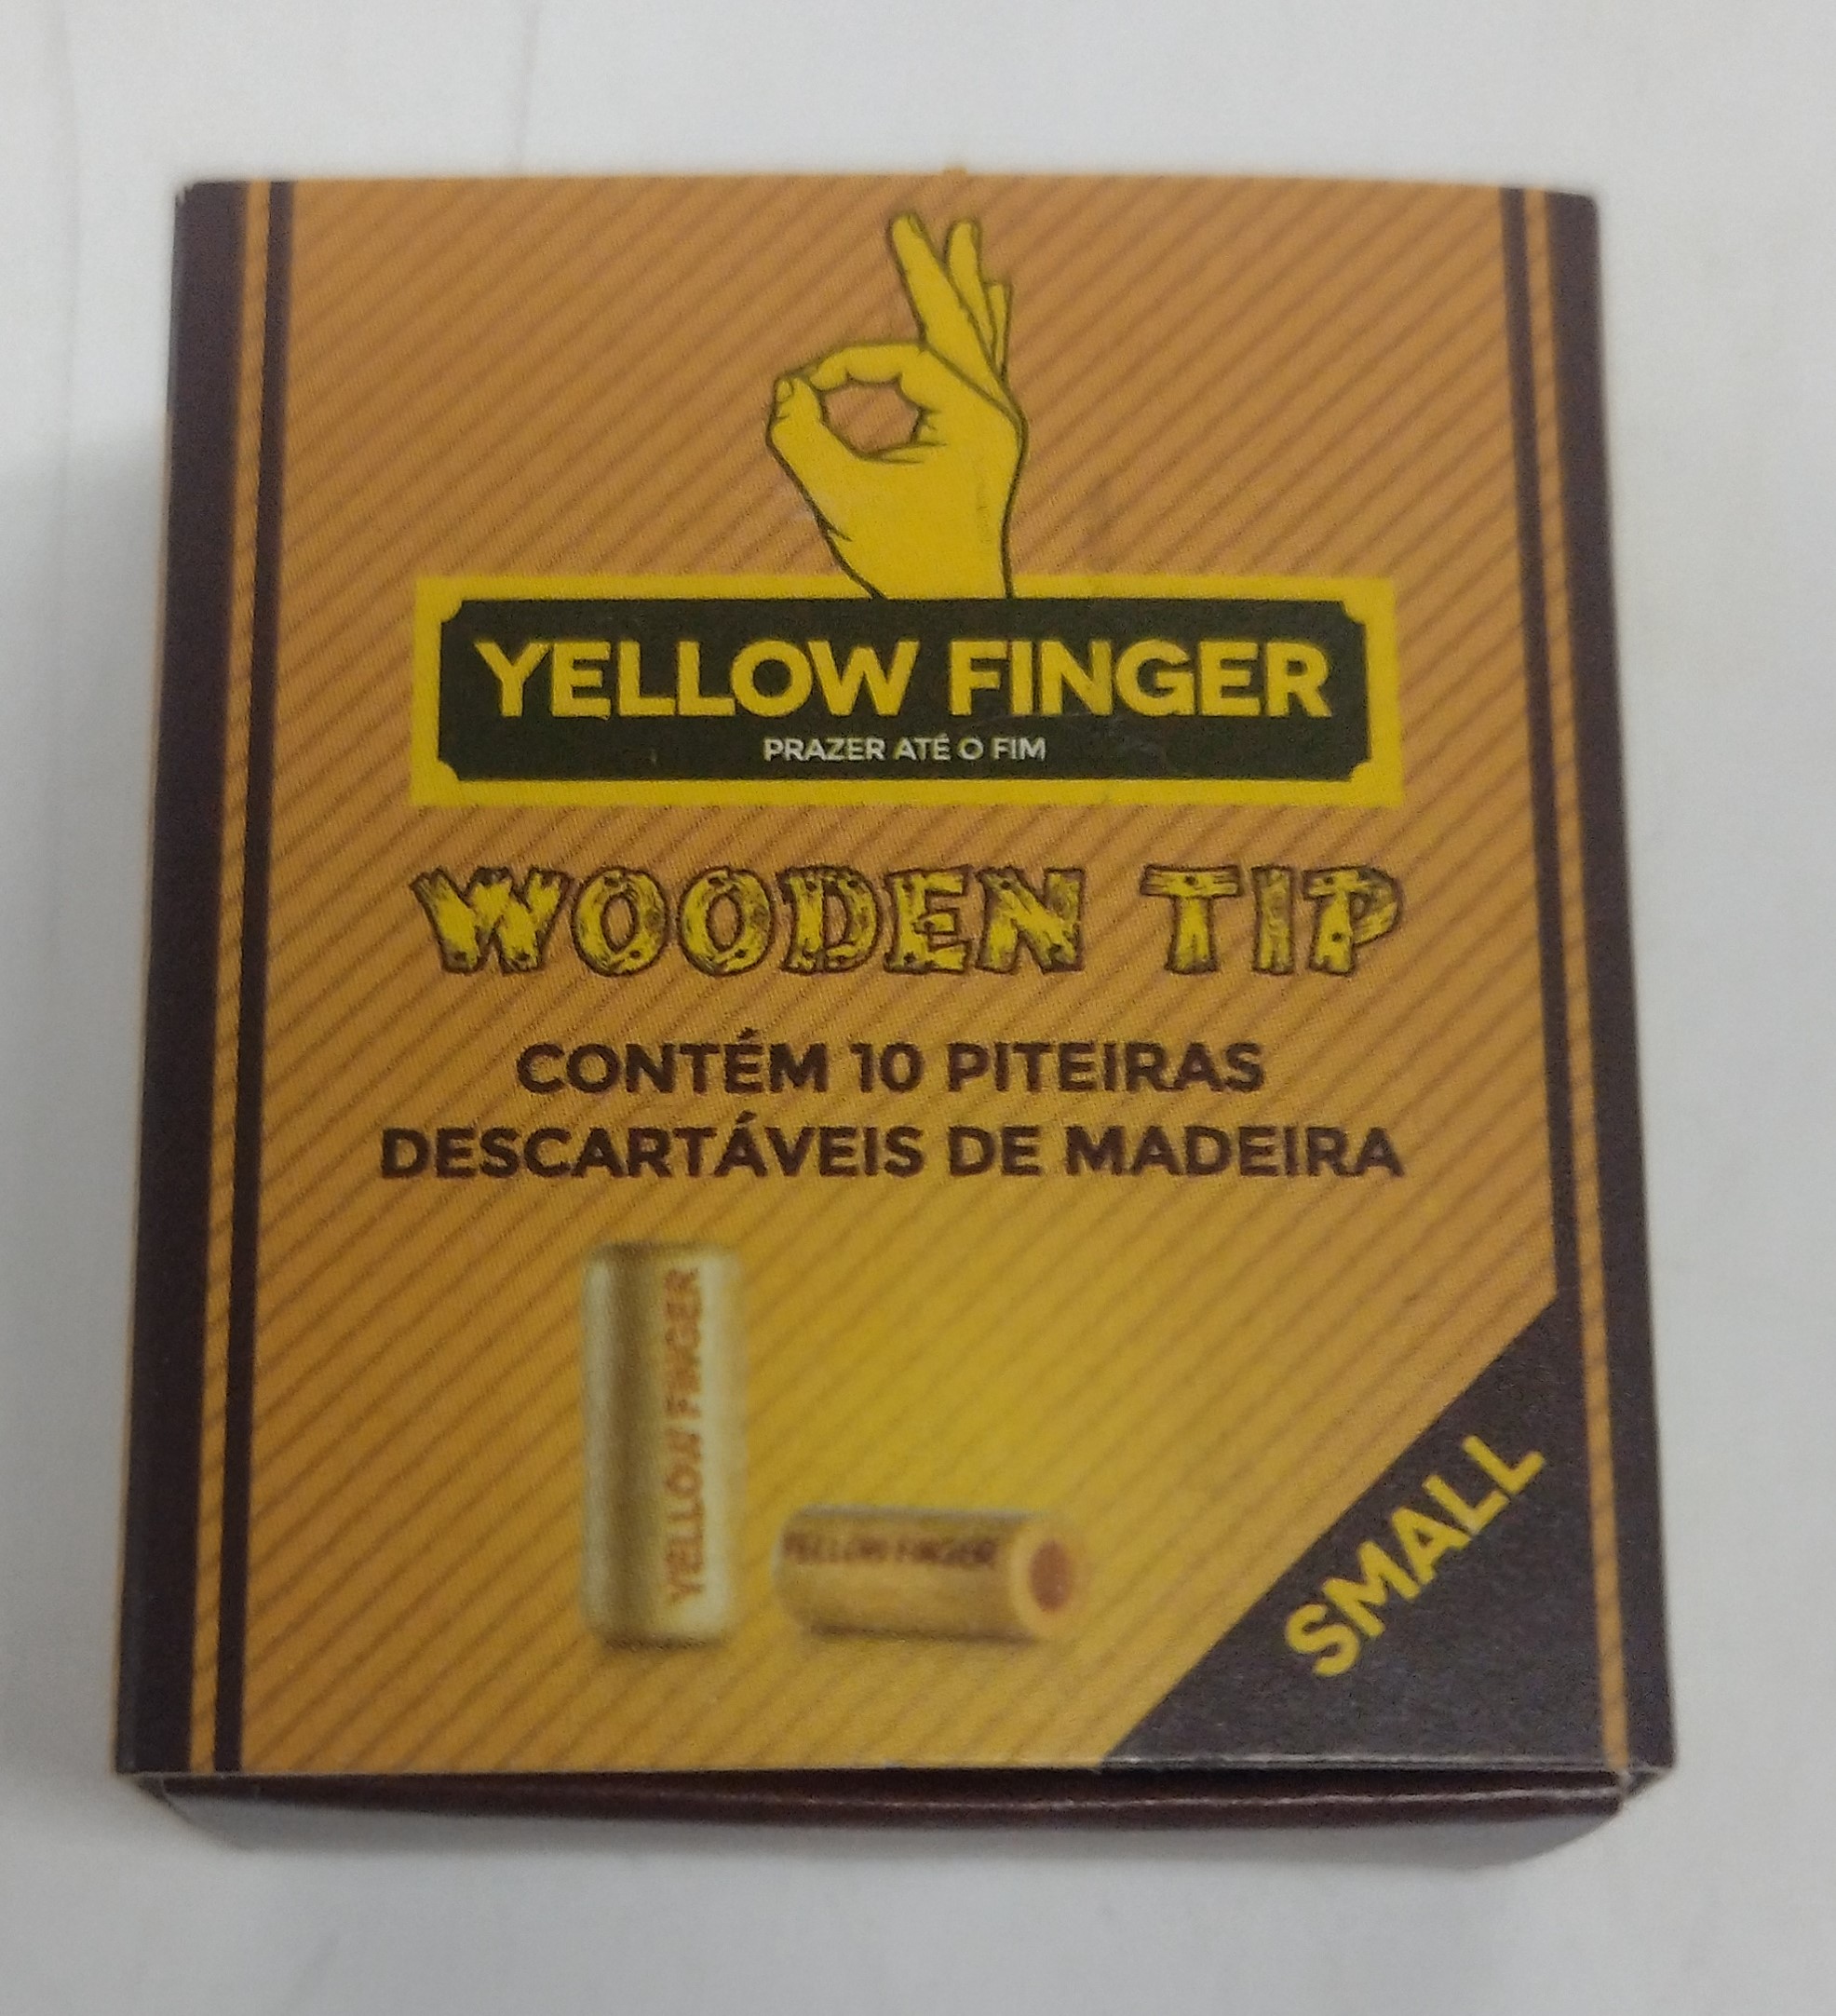 YELLOW FINGER
PRAZER ATÉ O FIM
WOODEN TIP
CONTÉM 10 PITEIRAS
DESCARTÁVEIS DE MADEIRA
YELLOW FINGER
YELLOW FINGER
SMALL